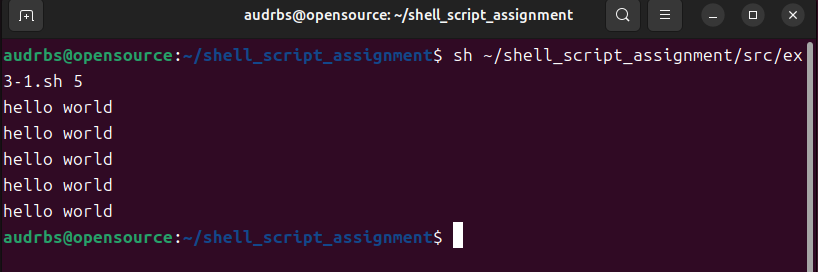 audrbs@opensource: ~/shell_script_assignment
audrbs@opensource:~/shell_script_assignment$ sh ~/shell_script_assignment/src/ex
3-1.sh 5
hello world
hello world
hello world
hello world
hello world
audrbs@opensource:~/shell_script_assignment$